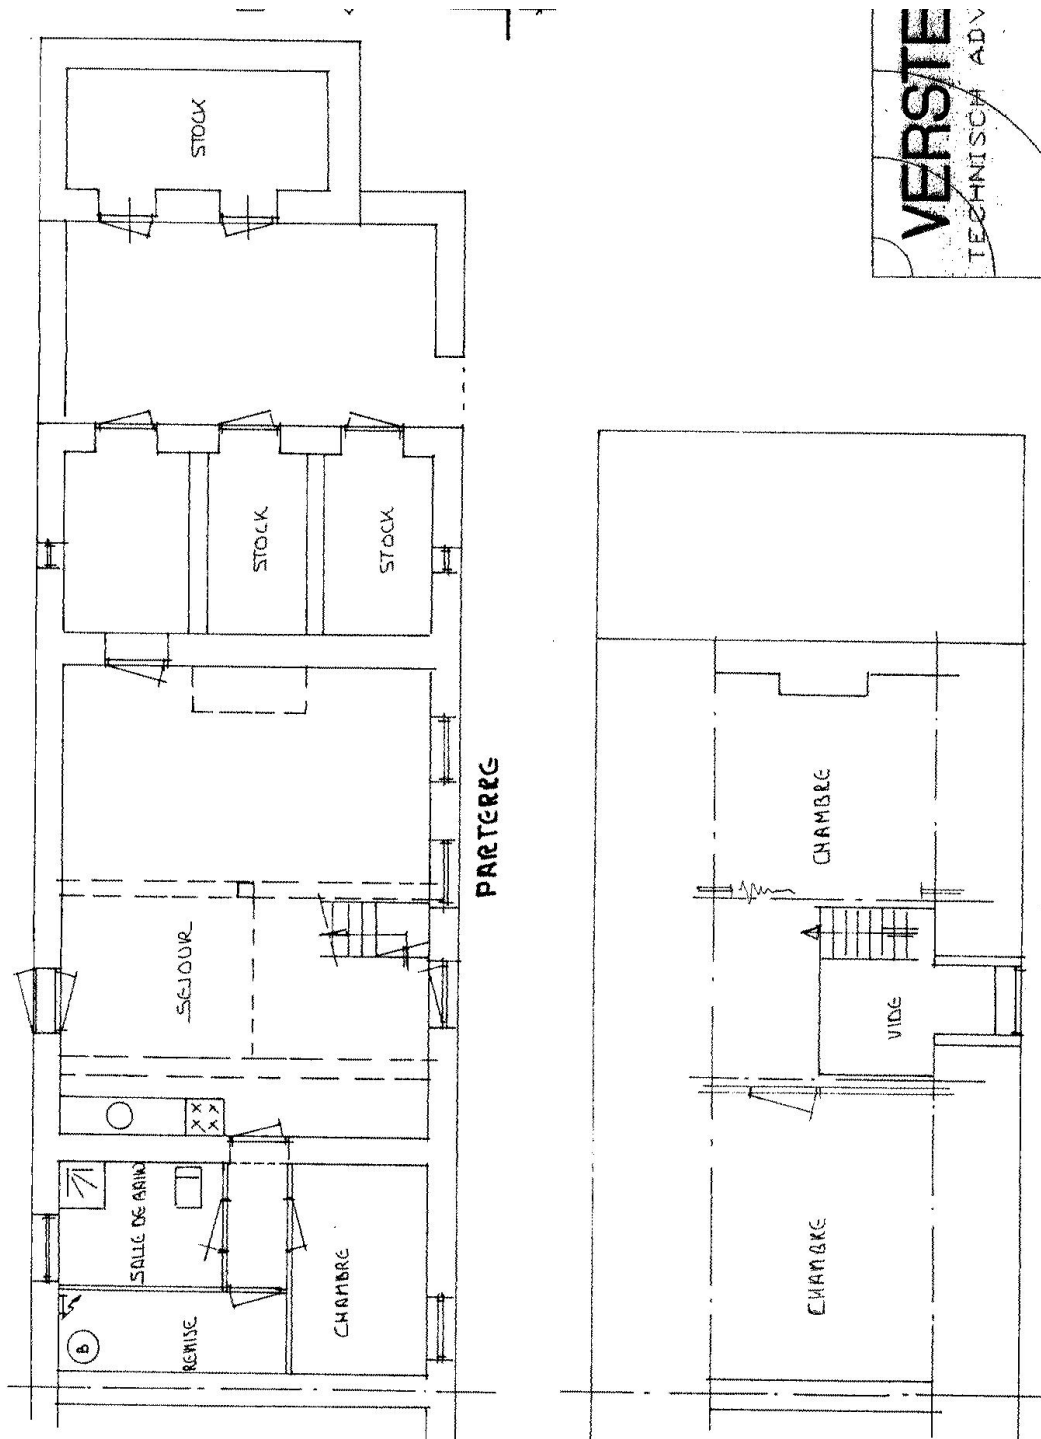 STOCK
VERSTE
TECHNISCH ADV
STOCK
STOCK
PARTERRE
SEJOUR
CHAMBRE
VIDE
SALLE DE BAIN
REMISE
B
CHAMBRE
CHAMBRE